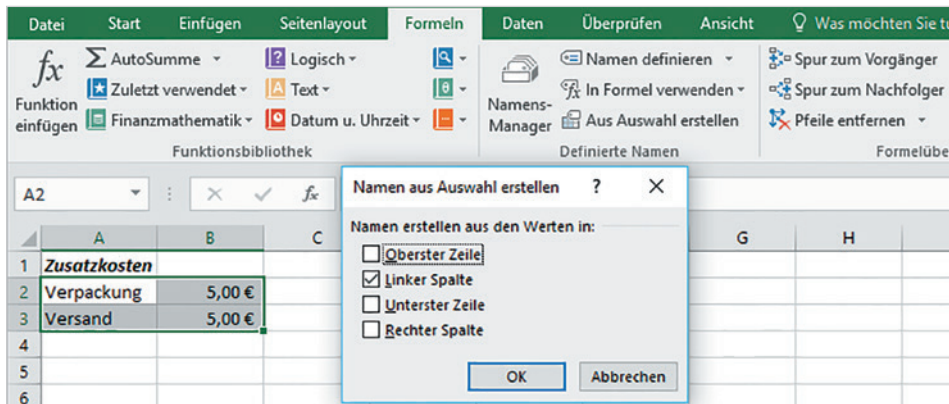 Datei Start Einfügen Seitenlayout Formeln Daten Überprüfen Ansicht Was möchten Sie
fx Funktion einfügen
AutoSumme
Zuletzt verwendet
Finanzmathematik
Logisch
Text
Datum u. Uhrzeit
Funktionsbibliothek
Namens-
Manager
Namen definieren
In Formel verwenden
Aus Auswahl erstellen
Definierte Namen
Spur zum Vorgänger
Spur zum Nachfolger
Pfeile entfernen
A2 fx
Namen aus Auswahl erstellen ?
Namen erstellen aus den Werten in:
Oberster Zeile
Linker Spalte
Unterster Zeile
Rechter Spalte
OK Abbrechen
A B C G H
1 Zusatzkosten
2 Verpackung 5,00 €
3 Versand 5,00 €
4
5
6